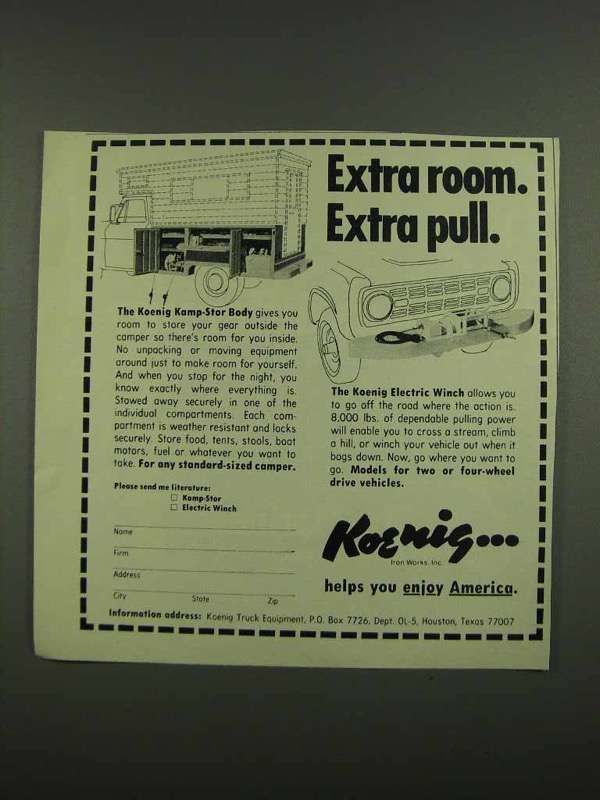 Extra room.
Extra pull.
The Koenig Kamp-Stor Body gives you
room to store your gear outside the
camper so there's room for you inside.
No unpacking or moving equipment
around just to make room for yourself.
And when you stop for the night, you
know exactly where everything is.
Stowed away securely in one of the
individual compartments. Each com-
partment is weather resistant and locks
securely. Store food, tents, stools, boat
motors, fuel or whatever you want to
take. For any standard-sized camper.
Please send me literature:
☐ Kamp-Stor
☐ Electric Winch
Name
Firm
Address
City State Zip
The Koenig Electric Winch allows you
to go off the road where the action is.
8,000 lbs. of dependable pulling power
will enable you to cross a stream, climb
a hill, or winch your vehicle out when it
bogs down. Now, go where you want to
go. Models for two or four-wheel
drive vehicles.
Koenig...
Iron Works, Inc.
helps you enjoy America.
Information address: Koenig Truck Equipment, P.O. Box 7726, Dept. OL-5, Houston, Texas 77007